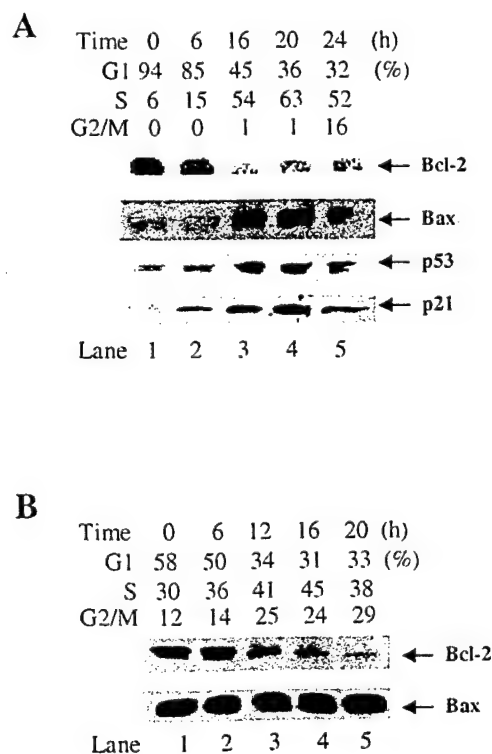 A
Time 0 6 16 20 24 (h)
G1 94 85 45 36 32 (%)
S 6 15 54 63 52
G2/M 0 0 1 1 16
Bcl-2
Bax
p53
p21
Lane 1 2 3 4 5
B
Time 0 6 12 16 20 (h)
G1 58 50 34 31 33 (%)
S 30 36 41 45 38
G2/M 12 14 25 24 29
Bcl-2
Bax
Lane 1 2 3 4 5